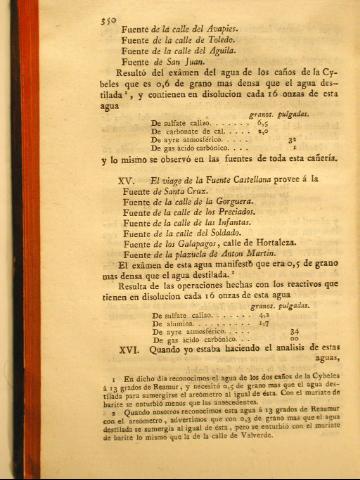 350
Fuente de la calle del Avapies.
Fuente de la calle de Toledo.
Fuente de la calle del Aguila.
Fuente de San Juan.
Resultó del exâmen del agua de los caños de la Cy-
beles que es 0,6 de grano mas densa que el agua des-
tilada 1, y contienen en disolucion cada 16 onzas de esta
agua
granos. pulgadas.
De sulfate calizo. . . . . . . 6,5
De carbonate de cal. . . . . 2,0
De ayre atmosférico. . . . . 32
De gas acido carbónico. . . . 1
y lo mismo se observó en las fuentes de toda esta cañería.
XV. El viage de la Fuente Castellana provee á la
Fuente de Santa Cruz.
Fuente de la calle de la Gorguera.
Fuente de la calle de los Preciados.
Fuente de la calle de las Infantas.
Fuente de la calle del Soldado.
Fuente de los Galapagos, calle de Hortaleza.
Fuente de la plazuela de Anton Martin.
El exâmen de esta agua manifestó que era 0,5 de grano
mas densa que el agua destilada. 2
Resulta de las operaciones hechas con los reactivos que
tienen en disolucion cada 16 onzas de esta agua
granos. pulgadas.
De sulfate calizo. . . . . . . 4,2
De alumina. . . . . . . . . 1,7
De ayre atmosférico. . . . . 34
De gas acido carbónico. . . . 00
XVI. Quando yo estaba haciendo el analisis de estas
aguas,
1 En dicho dia reconocimos el agua de los dos caños de la Cybeles
á 13 grados de Reamur, y necesitó 0,5 de grano mas que el agua des-
tilada para sumergirse el areómetro al igual de ésta. Con el muriate de
barite se enturbió menos que las antecedentes.
2 Quando nosotros reconocimos esta agua á 13 grados de Reaumur
con el areómetro, advertimos que con 0,3 de grano mas que el agua
destilada se sumergia al igual de ésta, pero se enturbió con el muriate
de barite lo mismo que la de la calle de Valverde.